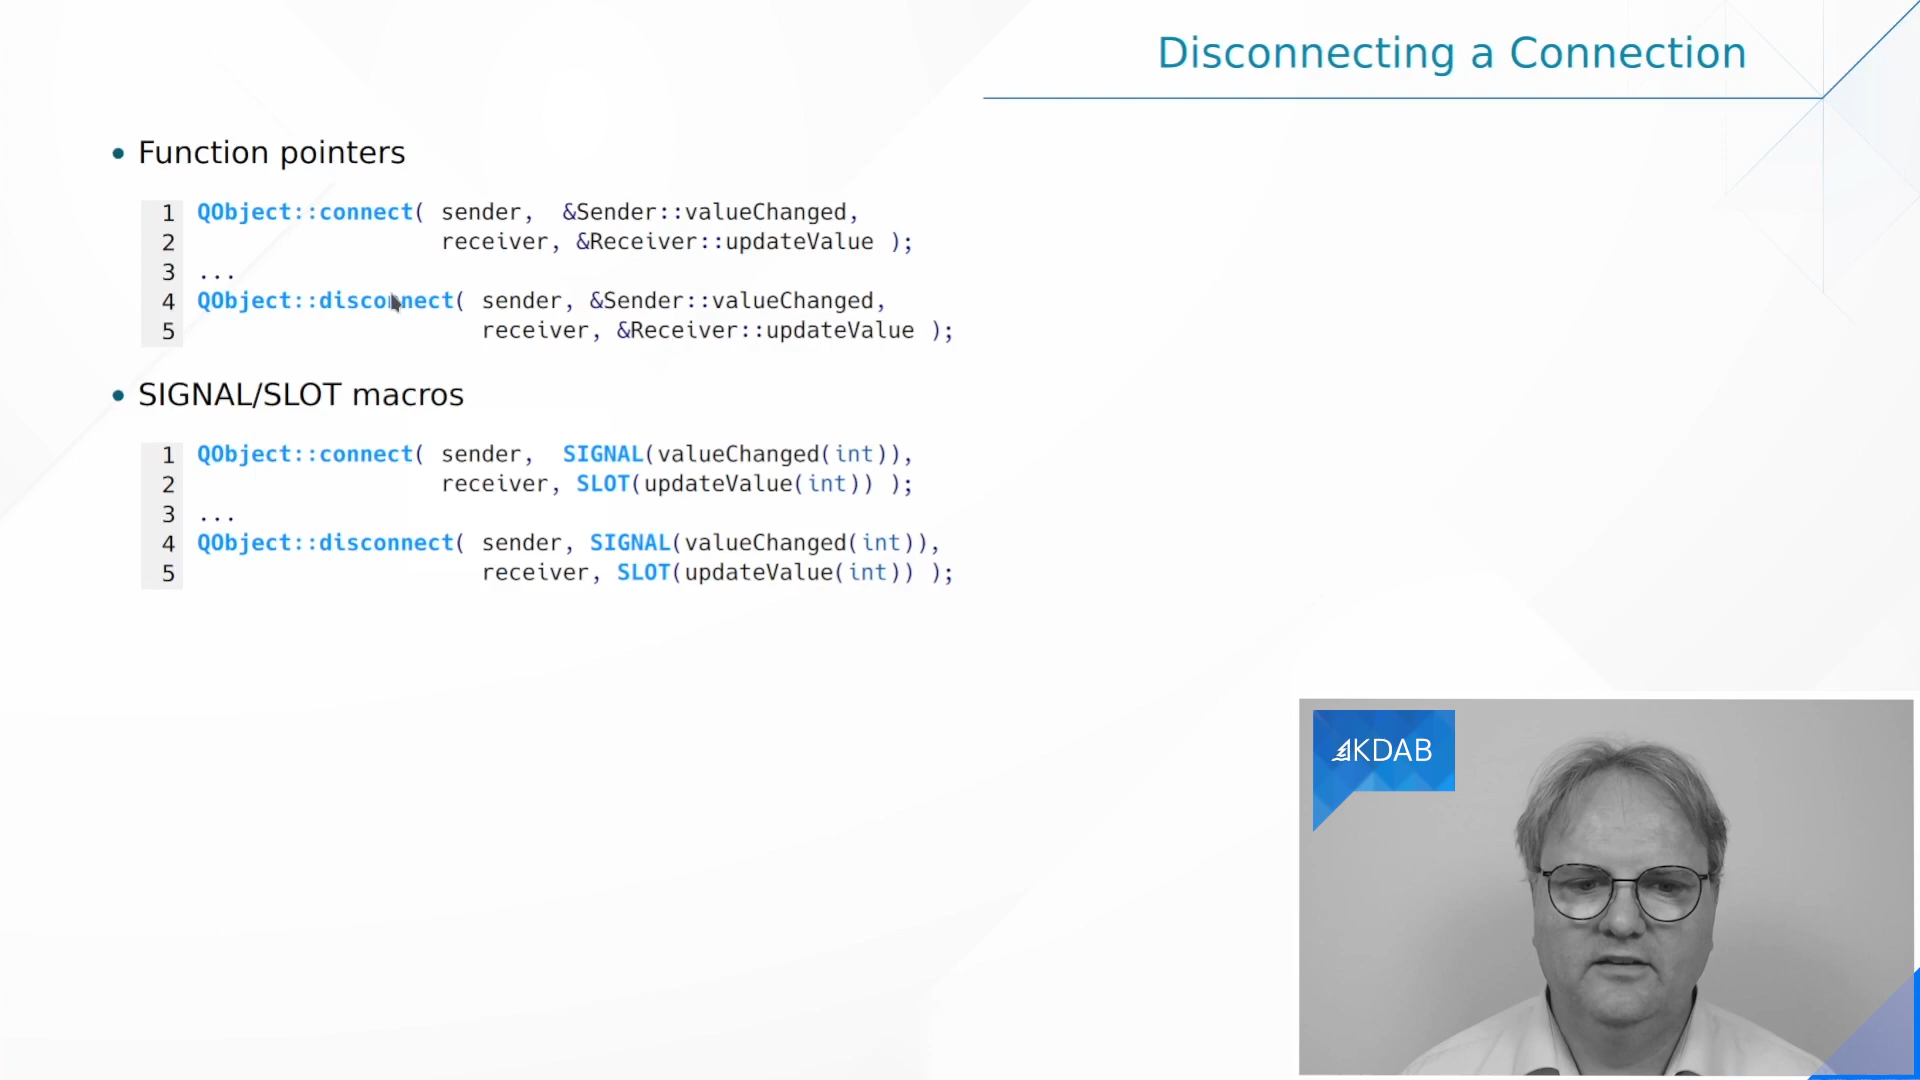 Disconnecting a Connection
• Function pointers
1 QObject::connect( sender,  &Sender::valueChanged,
2                   receiver, &Receiver::updateValue );
3 ...
4 QObject::disconnect( sender, &Sender::valueChanged,
5                      receiver, &Receiver::updateValue );
• SIGNAL/SLOT macros
1 QObject::connect( sender,  SIGNAL(valueChanged(int)),
2                   receiver, SLOT(updateValue(int)) );
3 ...
4 QObject::disconnect( sender, SIGNAL(valueChanged(int)),
5                      receiver, SLOT(updateValue(int)) );
KDAB